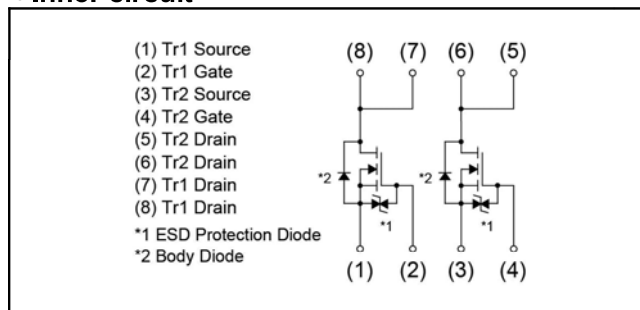 (1) Tr1 Source
(2) Tr1 Gate
(3) Tr2 Source
(4) Tr2 Gate
(5) Tr2 Drain
(6) Tr2 Drain
(7) Tr1 Drain
(8) Tr1 Drain
*1 ESD Protection Diode
*2 Body Diode
(8) (7) (6) (5)
*2 *2
*1 *1
(1) (2) (3) (4)